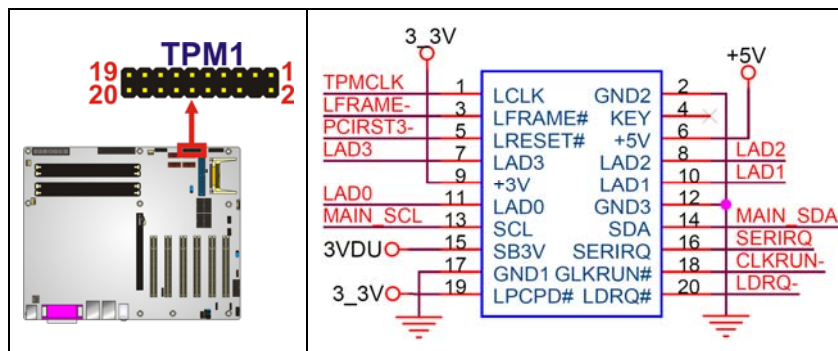 TPM1
19 1
20 2
3_3V
+5V
TPMCLK 1 LCLK GND2 2
LFRAME- 3 LFRAME# KEY 4
PCIRST3- 5 LRESET# +5V 6
LAD3 7 LAD3 LAD2 8 LAD2
9 +3V LAD1 10 LAD1
LAD0 11 LAD0 GND3 12
MAIN_SCL 13 SCL SDA 14 MAIN_SDA
3VDU 15 SB3V SERIRQ 16 SERIRQ
17 GND1 GLKRUN# 18 CLKRUN-
3_3V 19 LPCPD# LDRQ# 20 LDRQ-